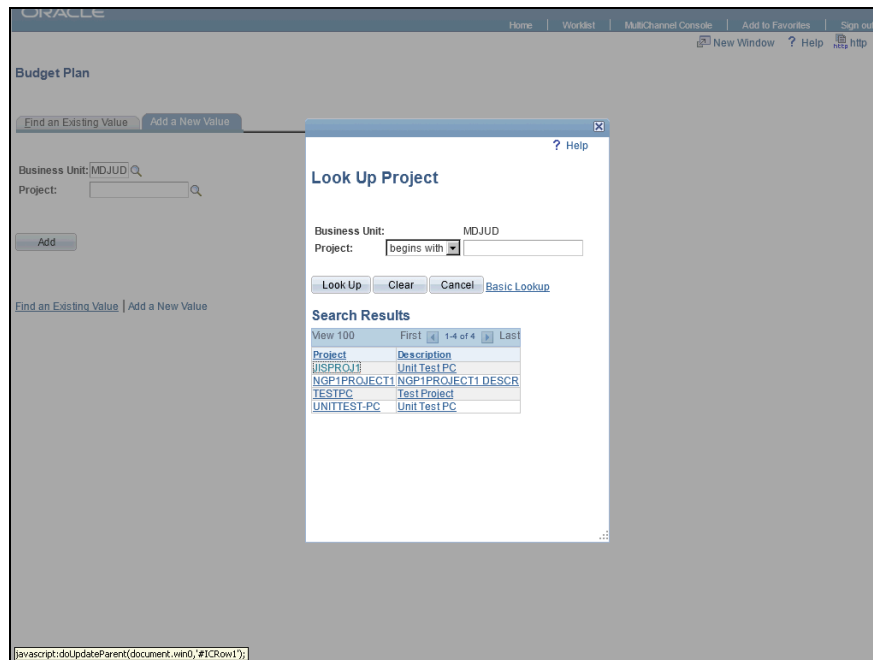 ORACLE
Home | Worklist | MultiChannel Console | Add to Favorites | Sign out
New Window ? Help http
Budget Plan
Find an Existing Value Add a New Value
Business Unit: MDJUD
Project:
Add
Find an Existing Value | Add a New Value
? Help
Look Up Project
Business Unit: MDJUD
Project: begins with
Look Up Clear Cancel Basic Lookup
Search Results
View 100 First 1-4 of 4 Last
Project Description
JISPROJ1 Unit Test PC
NGP1PROJECT1 NGP1PROJECT1 DESCR
TESTPC Test Project
UNITTEST-PC Unit Test PC
javascript:doUpdateParent(document.win0,'#ICRow1');